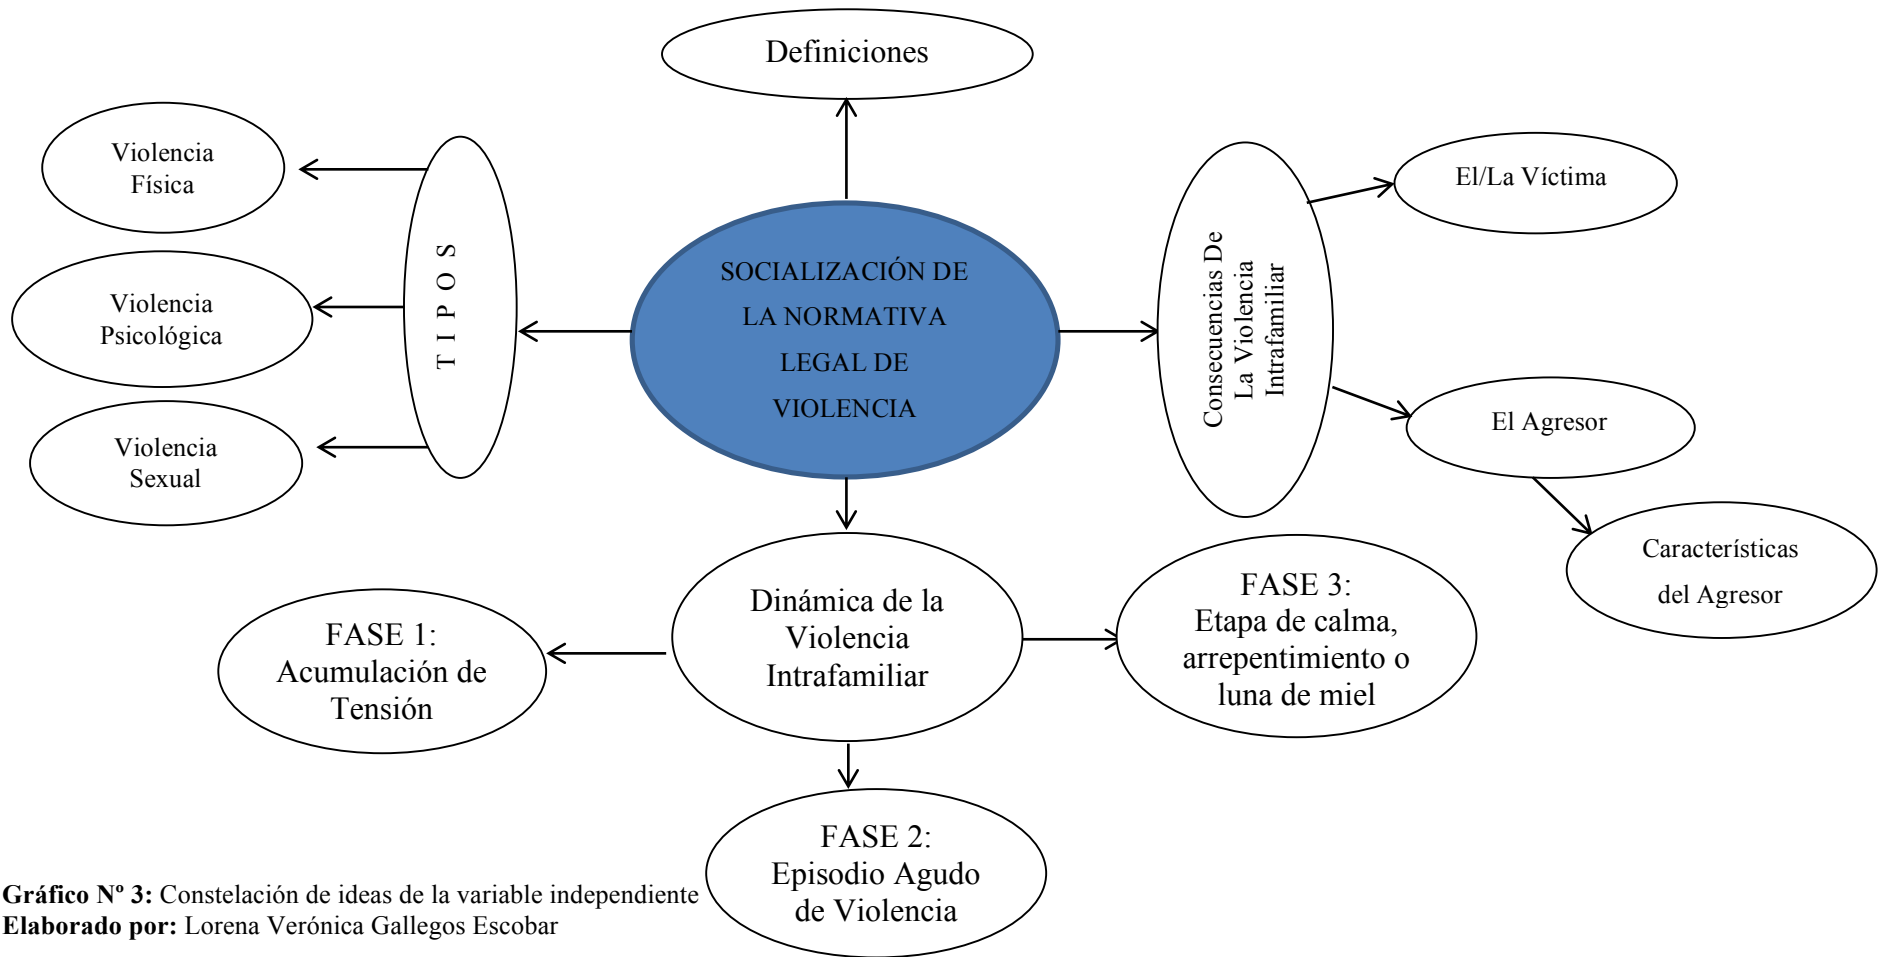 Definiciones
Violencia
Física
Violencia
Psicológica
Violencia
Sexual
T I P O S
SOCIALIZACIÓN DE
LA NORMATIVA
LEGAL DE
VIOLENCIA
Consecuencias De
La Violencia
Intrafamiliar
El/La Víctima
El Agresor
Características
del Agresor
Dinámica de la
Violencia
Intrafamiliar
FASE 1:
Acumulación de
Tensión
FASE 2:
Episodio Agudo
de Violencia
FASE 3:
Etapa de calma,
arrepentimiento o
luna de miel
Gráfico Nº 3: Constelación de ideas de la variable independiente
Elaborado por: Lorena Verónica Gallegos Escobar